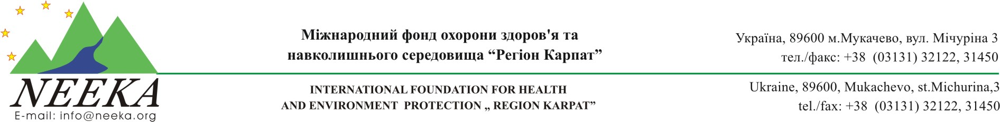 Міжнародний фонд охорони здоров'я та
навколишнього середовища “Регіон Карпат”
Україна, 89600 м.Мукачево, вул. Мічуріна 3
тел./факс: +38 (03131) 32122, 31450
NEEKA
E-mail: info@neeka.org
INTERNATIONAL FOUNDATION FOR HEALTH
AND ENVIRONMENT PROTECTION „ REGION KARPAT”
Ukraine, 89600, Mukachevo, st.Michurina,3
tel./fax: +38 (03131) 32122, 31450